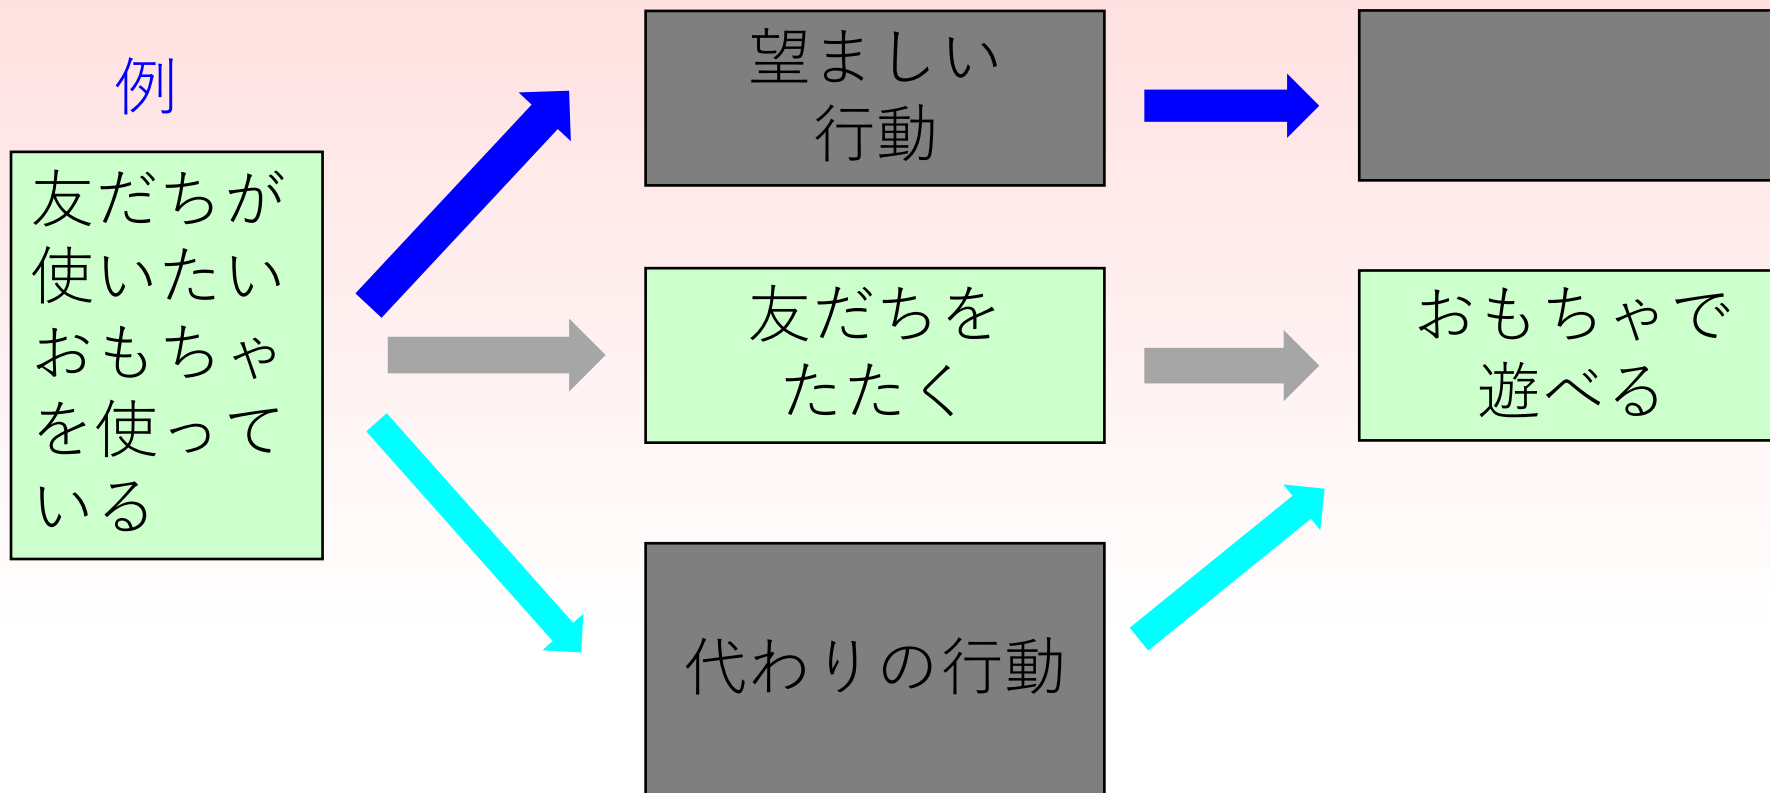 例
友だちが
使いたい
おもちゃ
を使って
いる
望ましい
行動
友だちを
たたく
おもちゃで
遊べる
代わりの行動